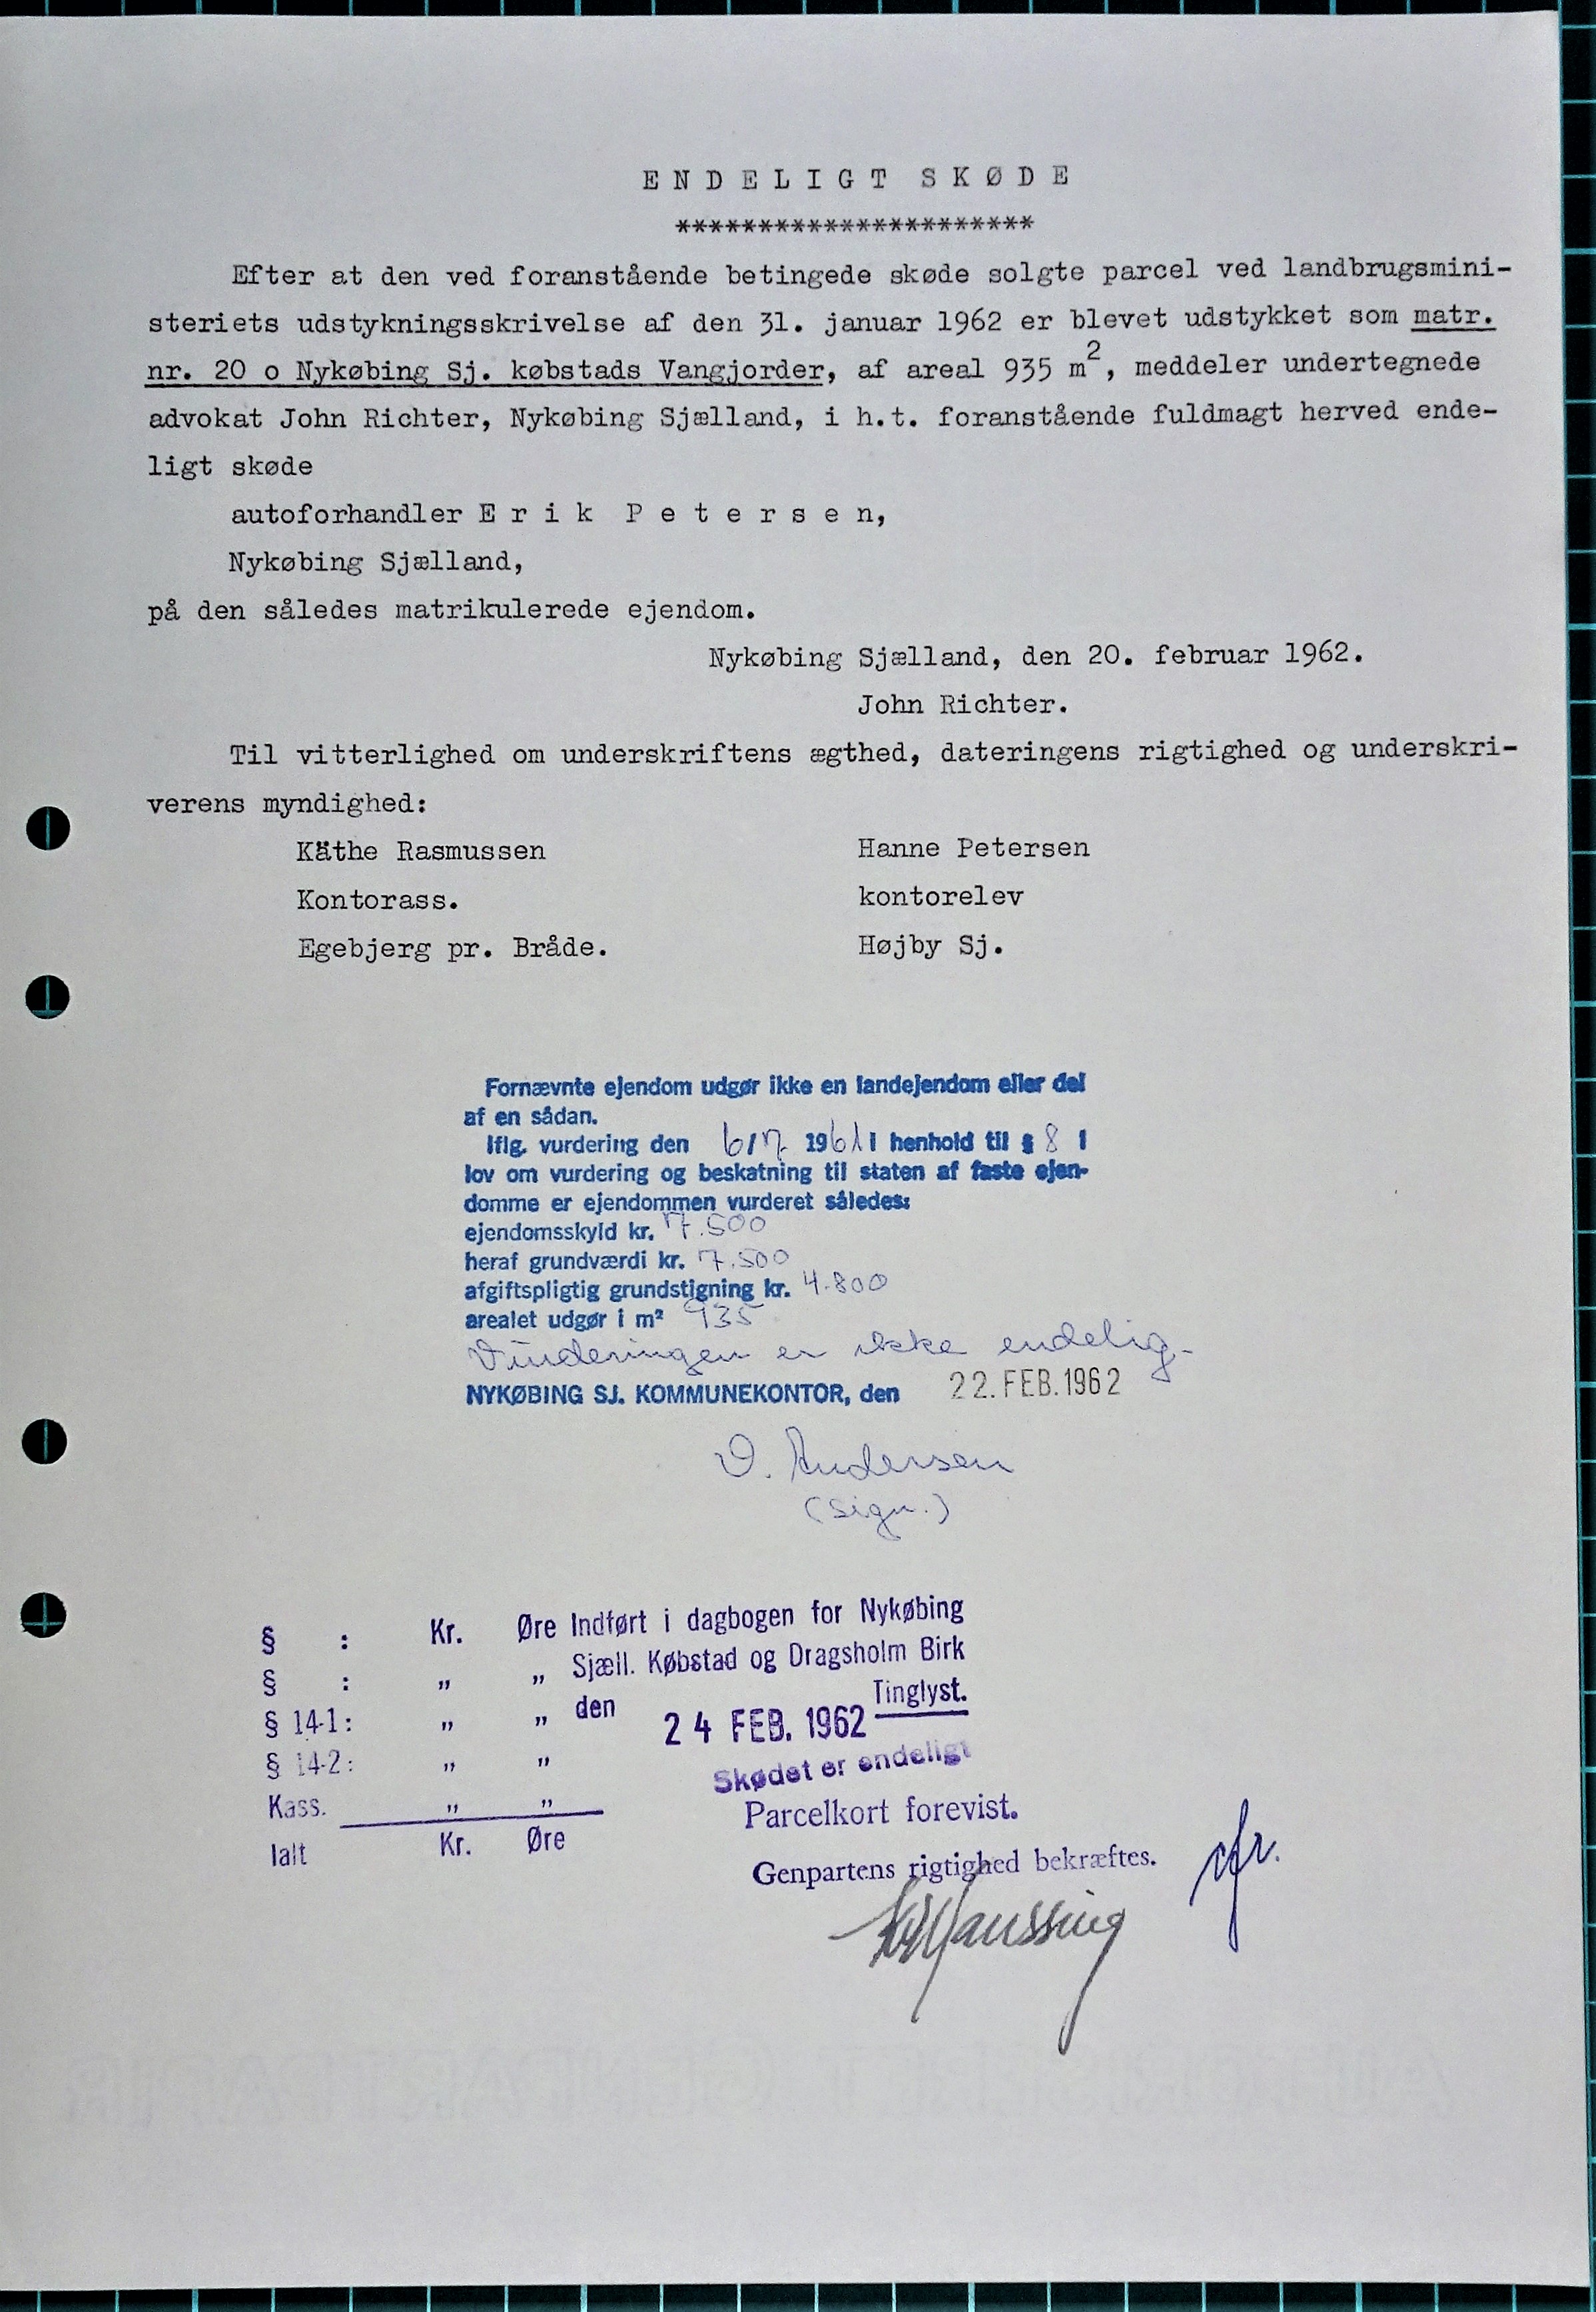 ENDELIGT SKØDE
**********************
Efter at den ved foranstående betingede skøde solgte parcel ved landbrugsmini-
steriets udstykningsskrivelse af den 31. januar 1962 er blevet udstykket som matr.
nr. 20 o Nykøbing Sj. købstads Vangjorder, af areal 935 m², meddeler undertegnede
advokat John Richter, Nykøbing Sjælland, i h.t. foranstående fuldmagt herved ende-
ligt skøde
autoforhandler Erik Petersen,
Nykøbing Sjælland,
på den således matrikulerede ejendom.
Nykøbing Sjælland, den 20. februar 1962.
John Richter.
Til vitterlighed om underskriftens ægthed, dateringens rigtighed og underskri-
verens myndighed:
Käthe Rasmussen Hanne Petersen
Kontorass. kontorelev
Egebjerg pr. Bråde. Højby Sj.
Fornævnte ejendom udgør ikke en landejendom eller del
af en sådan.
Iflg. vurdering den 6/7 1961 i henhold til § 8 i
lov om vurdering og beskatning til staten af faste ejen-
domme er ejendommen vurderet således:
ejendomsskyld kr. 7.500
heraf grundværdi kr. 7.500
afgiftspligtig grundstigning kr. 4.800
arealet udgør i m² 935
Vurderingen er ikke endelig.
NYKØBING SJ. KOMMUNEKONTOR, den 22. FEB. 1962
Andersen
(sign.)
§ : Kr. Øre Indført i dagbogen for Nykøbing
§ : " " Sjæll. Købstad og Dragsholm Birk
§ 14-1: " " den 24 FEB. 1962 Tinglyst.
§ 14-2: " " Skødet er endeligt
Kass. " " Parcelkort forevist.
Ialt Kr. Øre
Genpartens rigtighed bekræftes.